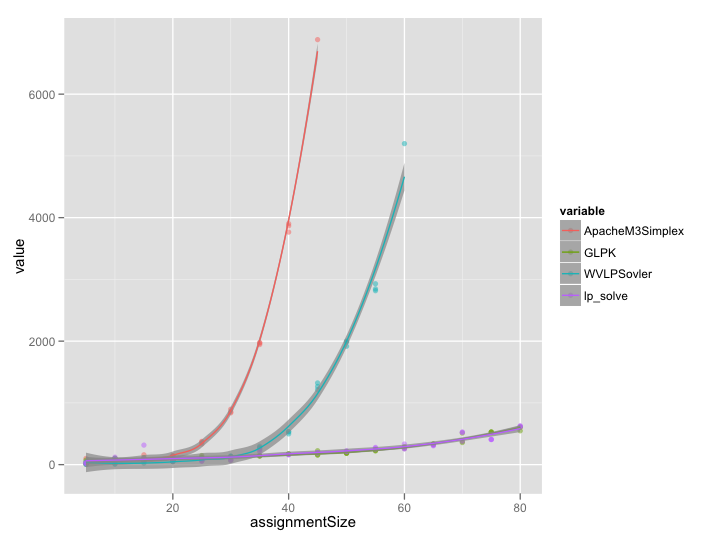 6000
4000
2000
0
value
20
40
60
80
assignmentSize
variable
ApacheM3Simplex
GLPK
WVLPSovler
lp_solve